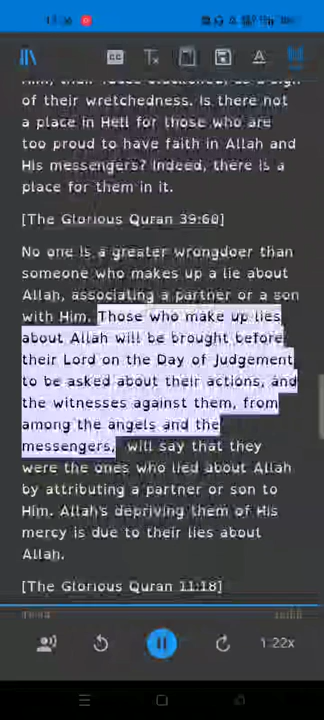 of their wretchedness. Is there not
a place in Hell for those who are
too proud to have faith in Allah and
His messengers? Indeed, there is a
place for them in it.
[The Glorious Quran 39:60]
No one is a greater wrongdoer than
someone who makes up a lie about
Allah, associating a partner or a son
with Him. Those who make up lies
about Allah will be brought before
their Lord on the Day of Judgement,
to be asked about their actions, and
the witnesses against them, from
among the angels and the
messengers, will say that they
were the ones who lied about Allah
by attributing a partner or son to
Him. Allah's depriving them of His
mercy is due to their lies about
Allah.
[The Glorious Quran 11:18]
1.22x